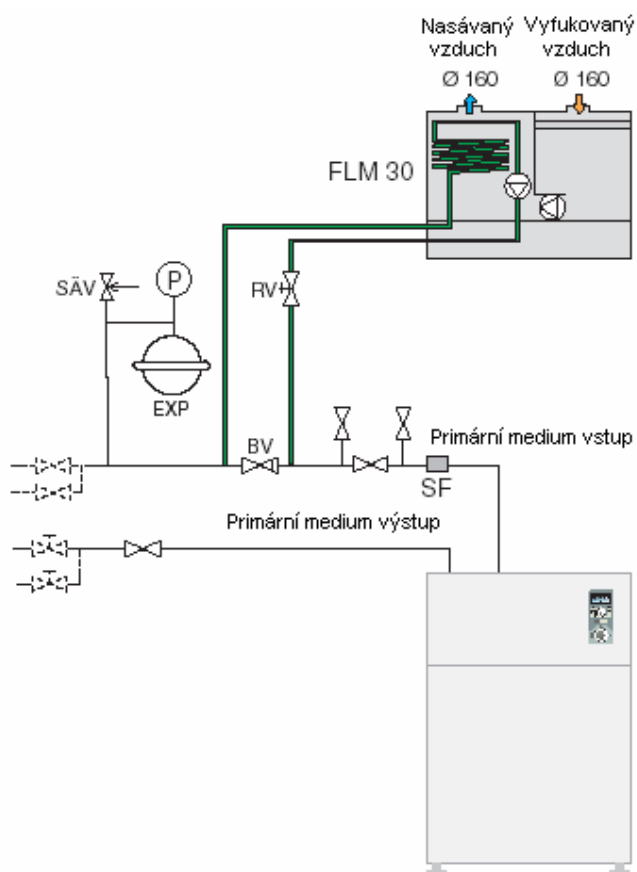 Nasávaný
vzduch
Ø 160
Vyfukovaný
vzduch
Ø 160
FLM 30
SÄV
P
RV
EXP
BV
Primární medium vstup
SF
Primární medium výstup